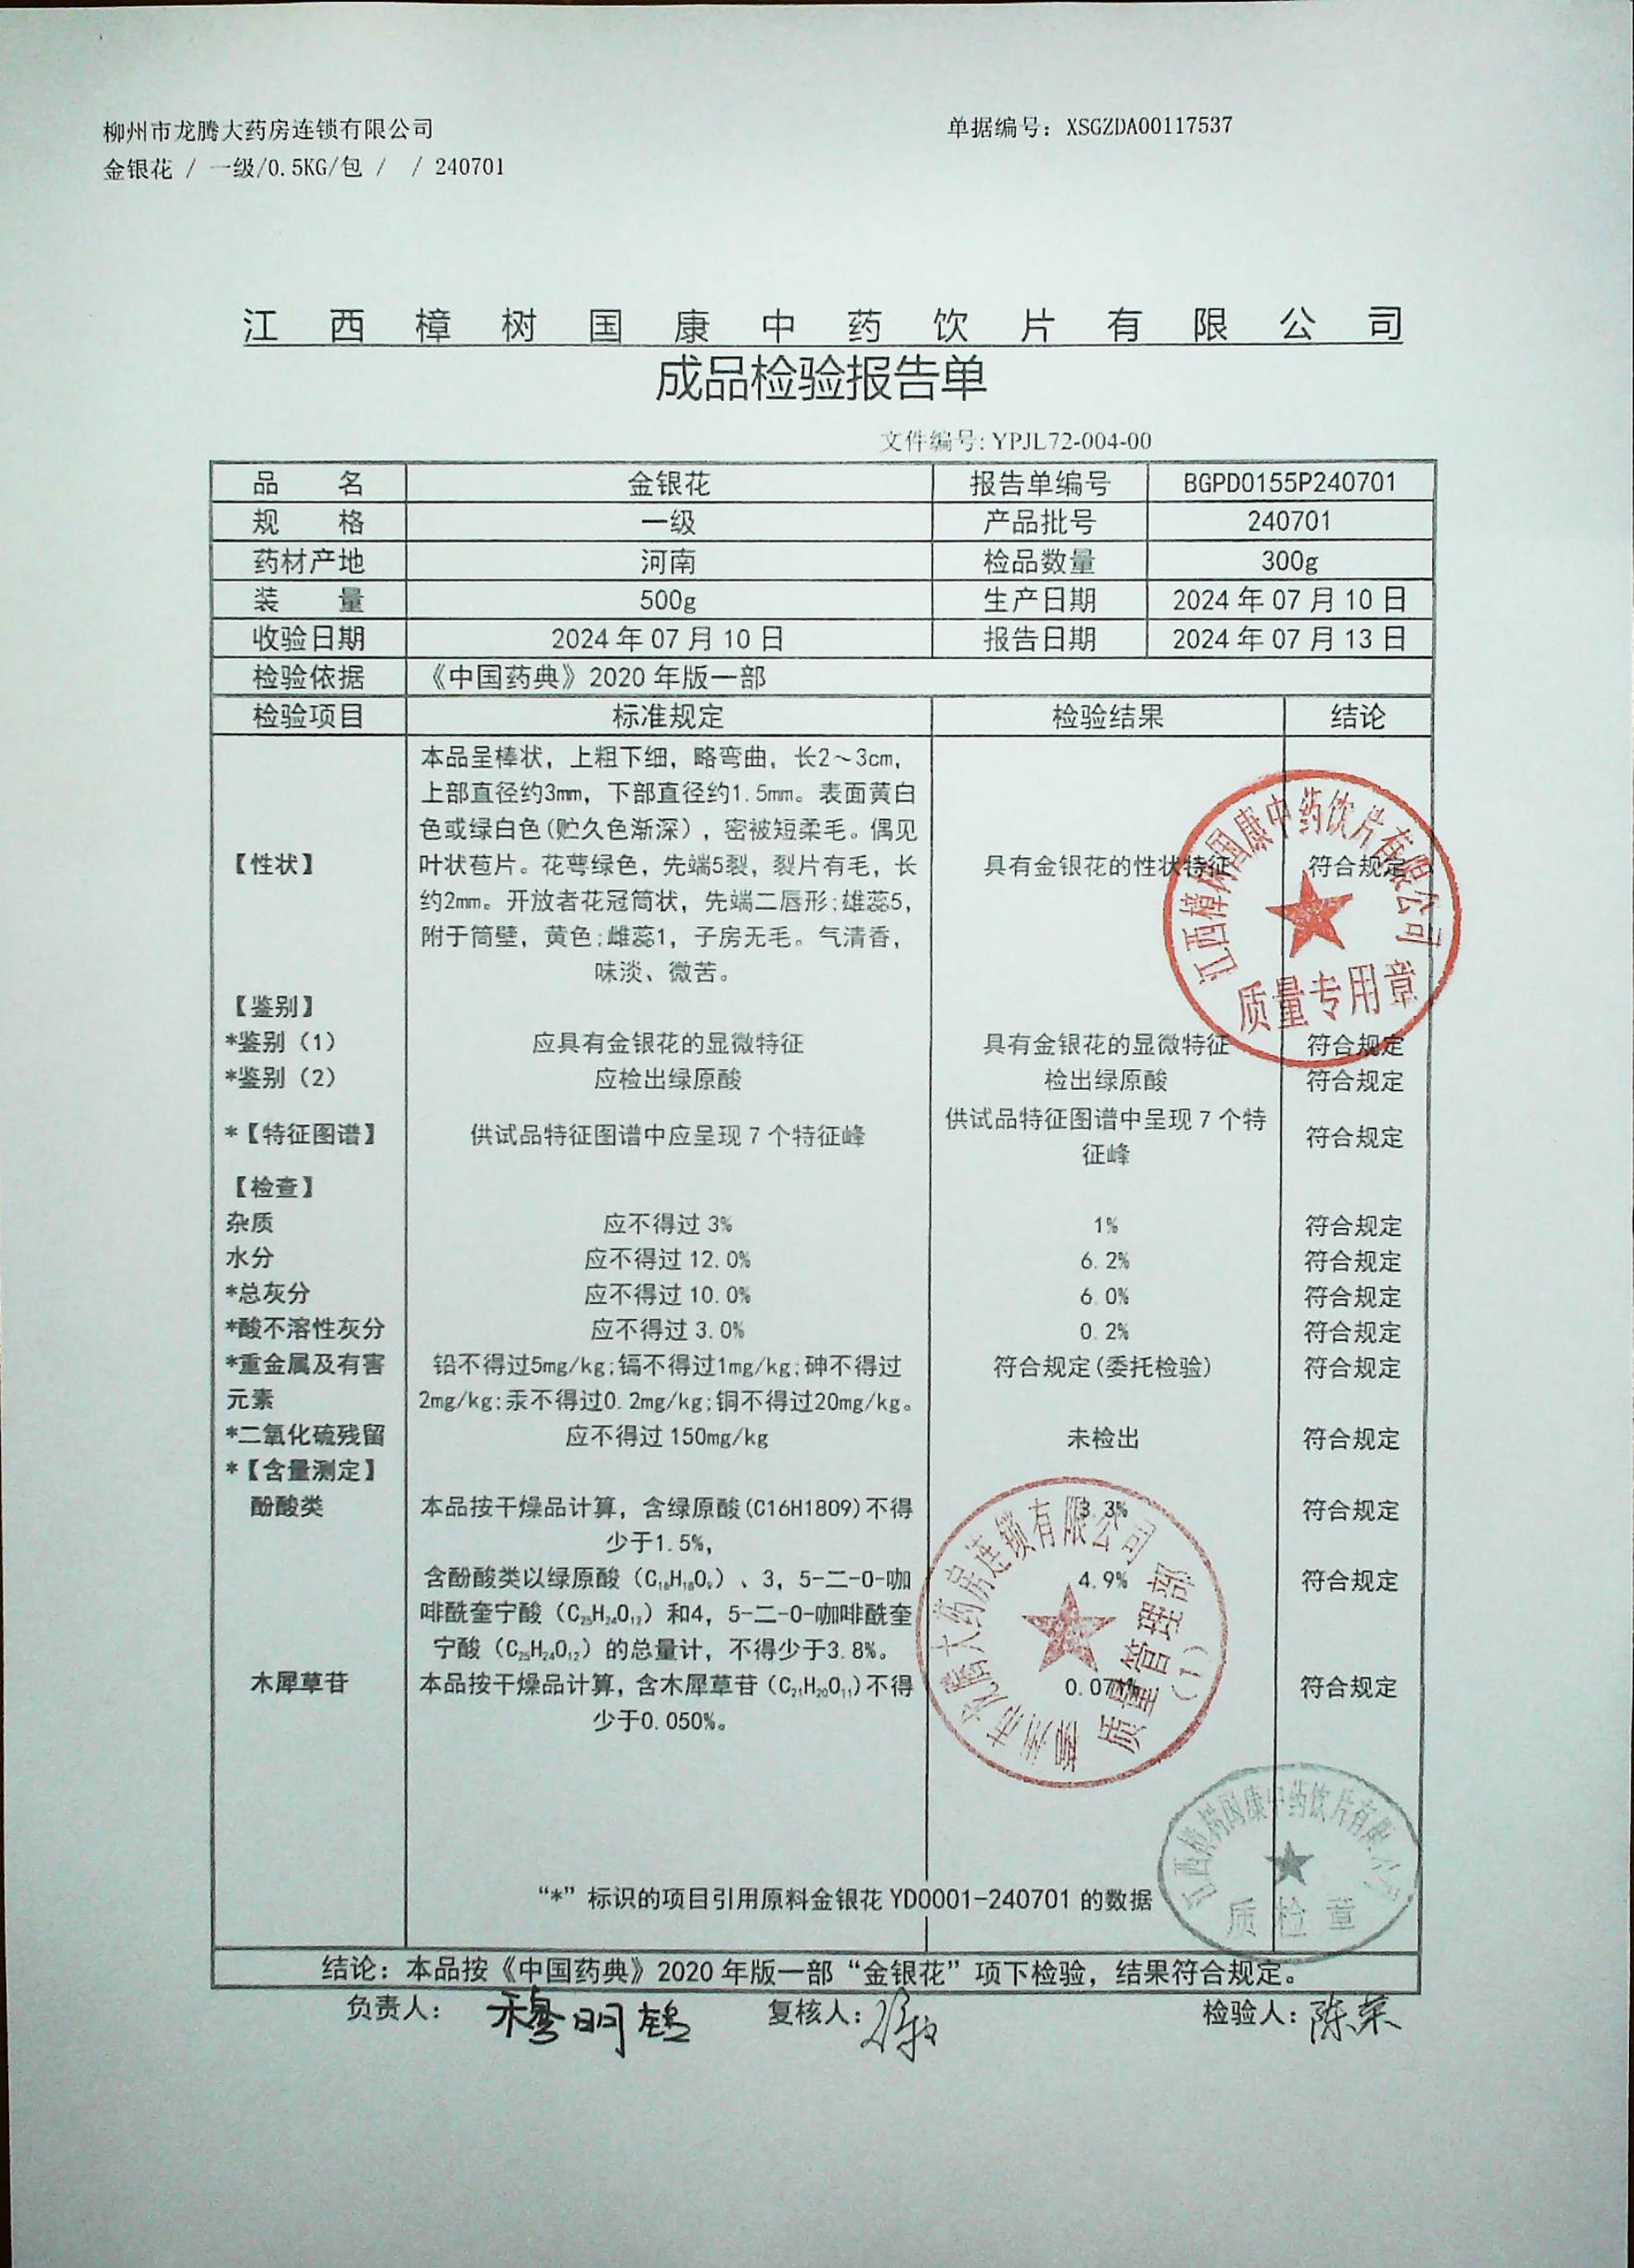 柳州市龙腾大药房连锁有限公司 单据编号：XSGZDA00117537
金银花 / 一级/0.5KG/包 / / 240701
江西樟树国康中药饮片有限公司
成品检验报告单
文件编号:YPJL72-004-00
品名 金银花 报告单编号 BGPD0155P240701
规格 一级 产品批号 240701
药材产地 河南 检品数量 300g
装量 500g 生产日期 2024年07月10日
收验日期 2024年07月10日 报告日期 2024年07月13日
检验依据 《中国药典》2020年版一部
检验项目 标准规定 检验结果 结论
本品呈棒状，上粗下细，略弯曲，长2～3cm，
上部直径约3mm，下部直径约1.5mm。表面黄白
色或绿白色(贮久色渐深），密被短柔毛。偶见
【性状】 叶状苞片。花萼绿色，先端5裂，裂片有毛，长 具有金银花的性状特征 符合规定
约2mm。开放者花冠筒状，先端二唇形;雄蕊5，
附于筒壁，黄色;雌蕊1，子房无毛。气清香，
味淡、微苦。
【鉴别】
*鉴别（1） 应具有金银花的显微特征 具有金银花的显微特征 符合规定
*鉴别（2） 应检出绿原酸 检出绿原酸 符合规定
*【特征图谱】 供试品特征图谱中应呈现7个特征峰 供试品特征图谱中呈现7个特 符合规定
征峰
【检查】
杂质 应不得过3% 1% 符合规定
水分 应不得过12.0% 6.2% 符合规定
*总灰分 应不得过10.0% 6.0% 符合规定
*酸不溶性灰分 应不得过3.0% 0.2% 符合规定
*重金属及有害 铅不得过5mg/kg;镉不得过1mg/kg;砷不得过 符合规定(委托检验) 符合规定
元素 2mg/kg;汞不得过0.2mg/kg;铜不得过20mg/kg。
*二氧化硫残留 应不得过150mg/kg 未检出 符合规定
*【含量测定】
酚酸类 本品按干燥品计算，含绿原酸(C16H18O9)不得 3.3% 符合规定
少于1.5%，
含酚酸类以绿原酸（C₁₆H₁₈O₉）、3，5-二-O-咖 4.9% 符合规定
啡酰奎宁酸（C₂₅H₂₄O₁₂）和4，5-二-O-咖啡酰奎
宁酸（C₂₅H₂₄O₁₂）的总量计，不得少于3.8%。
木犀草苷 本品按干燥品计算，含木犀草苷（C₂₁H₂₀O₁₁)不得 符合规定
少于0.050%。
“*”标识的项目引用原料金银花YD0001-240701的数据
结论：本品按《中国药典》2020年版一部“金银花”项下检验，结果符合规定。
负责人： 复核人： 检验人：陈荣
江西樟树国康中药饮片有限公司
质量专用章
柳州市龙腾大药房连锁有限公司
质量管理部
(1)
江西樟树国康中药饮片有限公司
质检章